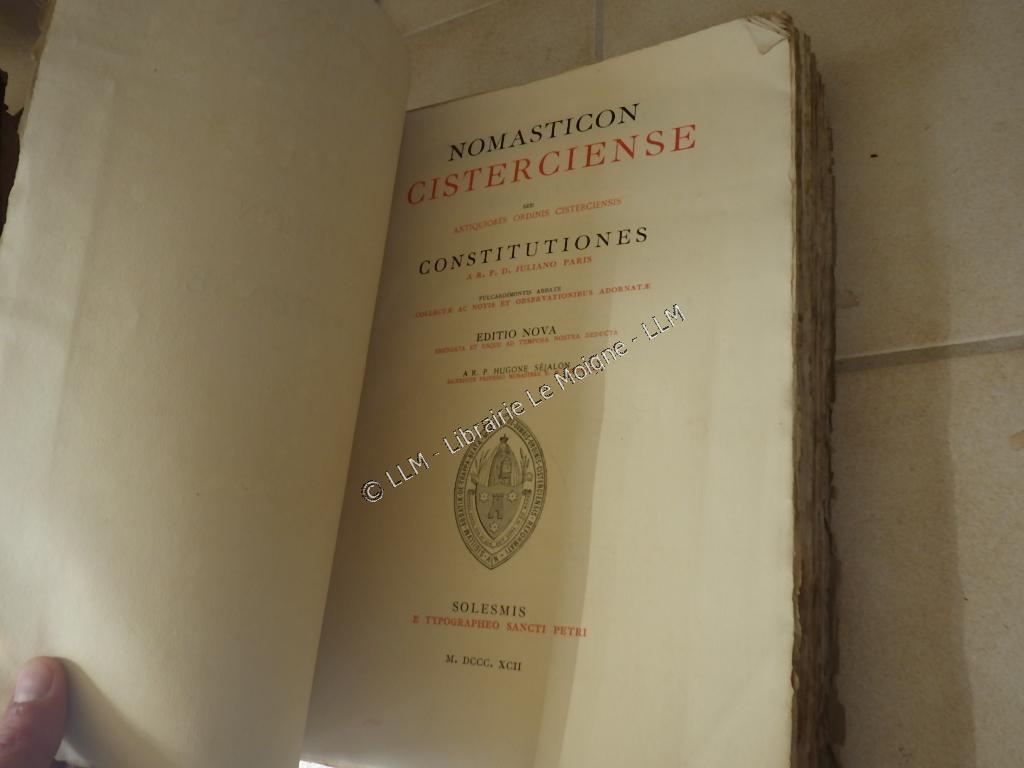 NOMASTICON
CISTERCIENSE
SEU
ANTIQUIORES ORDINIS CISTERCIENSIS
CONSTITUTIONES
A R. P. D. JULIANO PARIS
FULCARDIMONTIS ABBATE
COLLECTÆ AC NOTIS ET OBSERVATIONIBUS ADORNATÆ
EDITIO NOVA
EMENDATA ET USQUE AD TEMPORA NOSTRA DEDUCTA
A R. P. HUGONE SÉJALON
© LLM - Librairie Le Moigne - LLM
SOLESMIS
E TYPOGRAPHEO SANCTI PETRI
M. DCCC. XCII